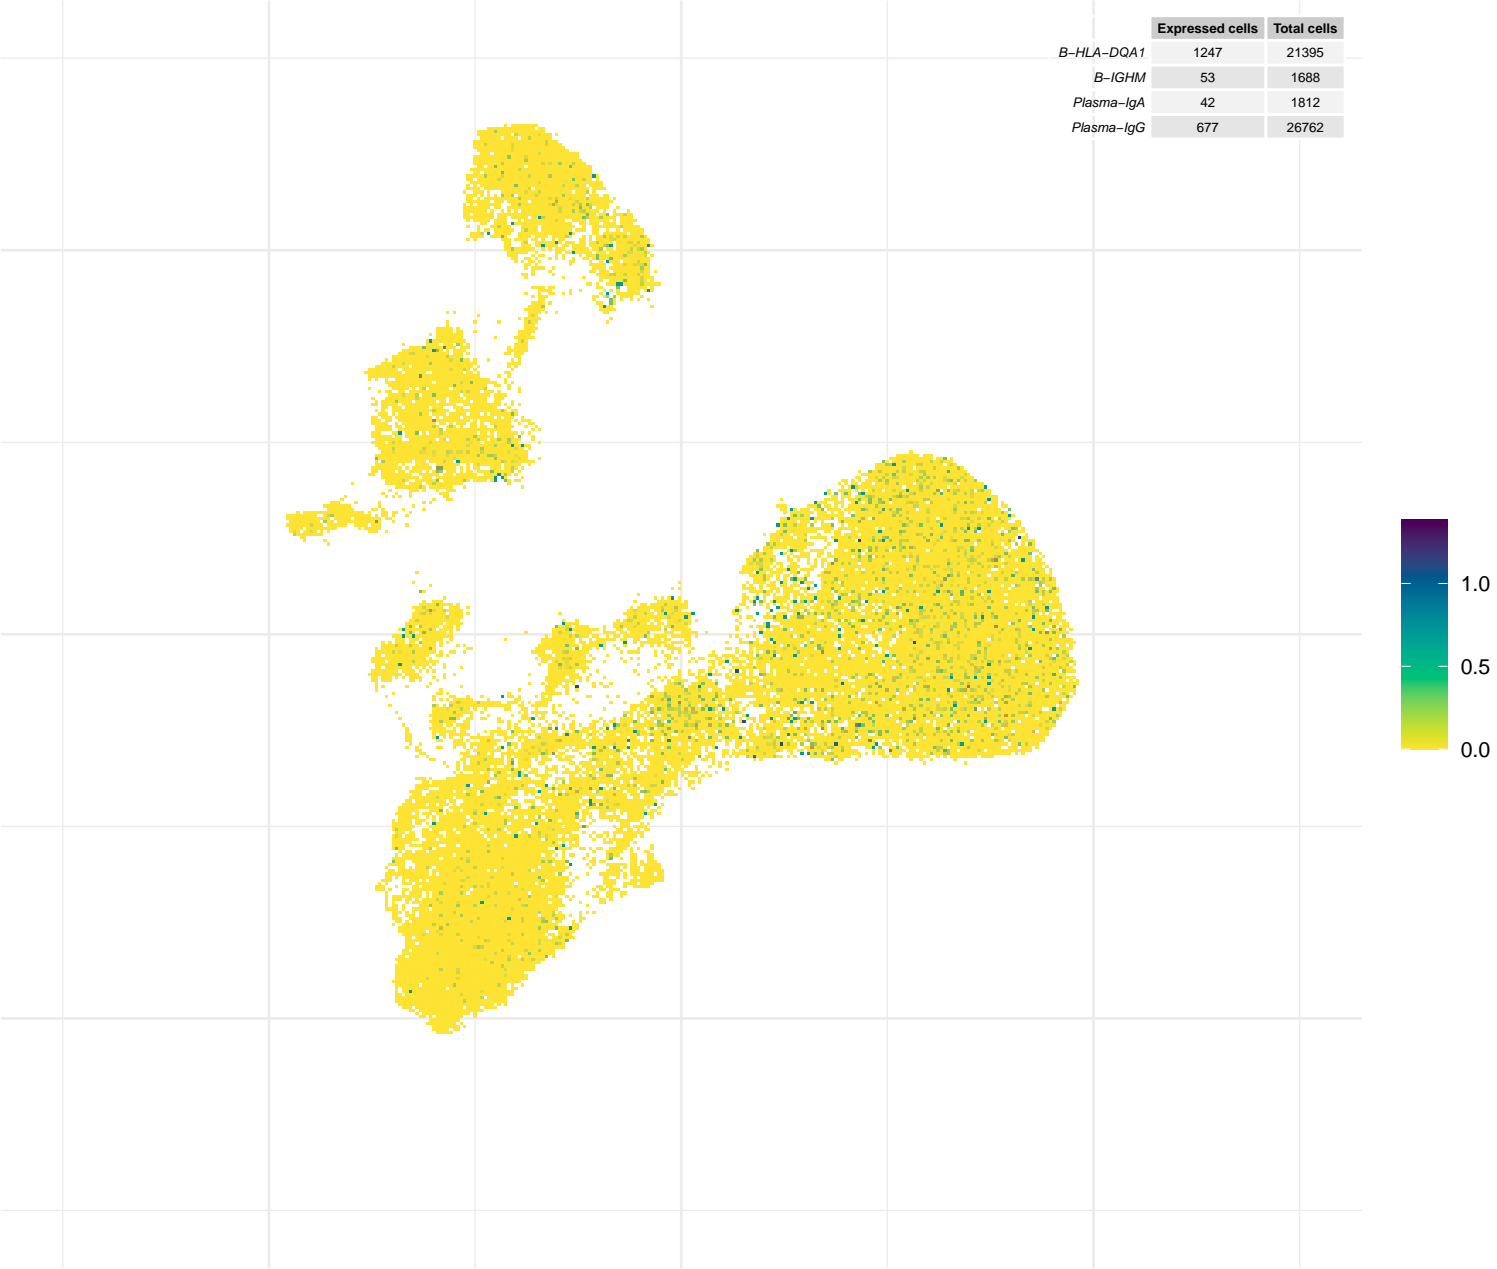 Expressed cells Total cells
B−HLA−DQA1 1247 21395
B−IGHM 53 1688
Plasma−IgA 42 1812
Plasma−IgG 677 26762
1.0
0.5
0.0